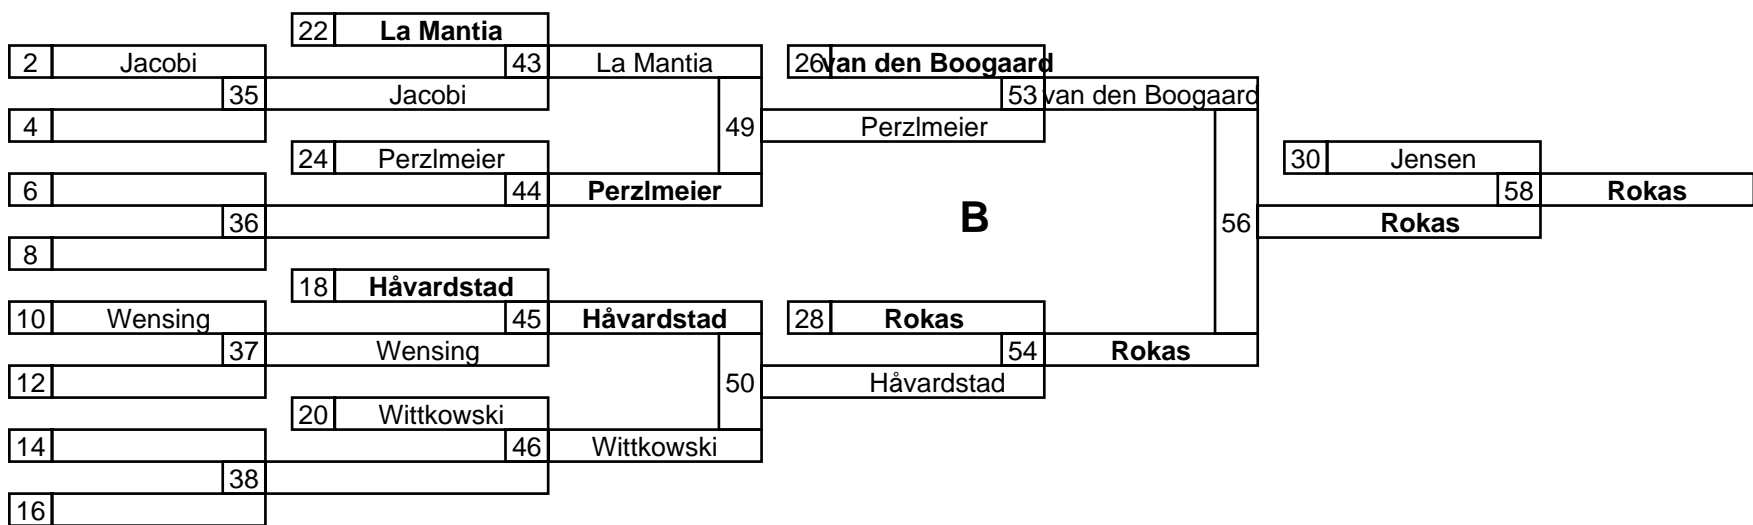 22 La Mantia
2 Jacobi 43 La Mantia 26 van den Boogaard
35 Jacobi 53 van den Boogaard
4 49 Perzlmeier
24 Perzlmeier 30 Jensen
6 44 Perzlmeier 58 Rokas
36 B 56 Rokas
8
18 Håvardstad
10 Wensing 45 Håvardstad 28 Rokas
37 Wensing 54 Rokas
12 50 Håvardstad
20 Wittkowski
14 46 Wittkowski
38
16